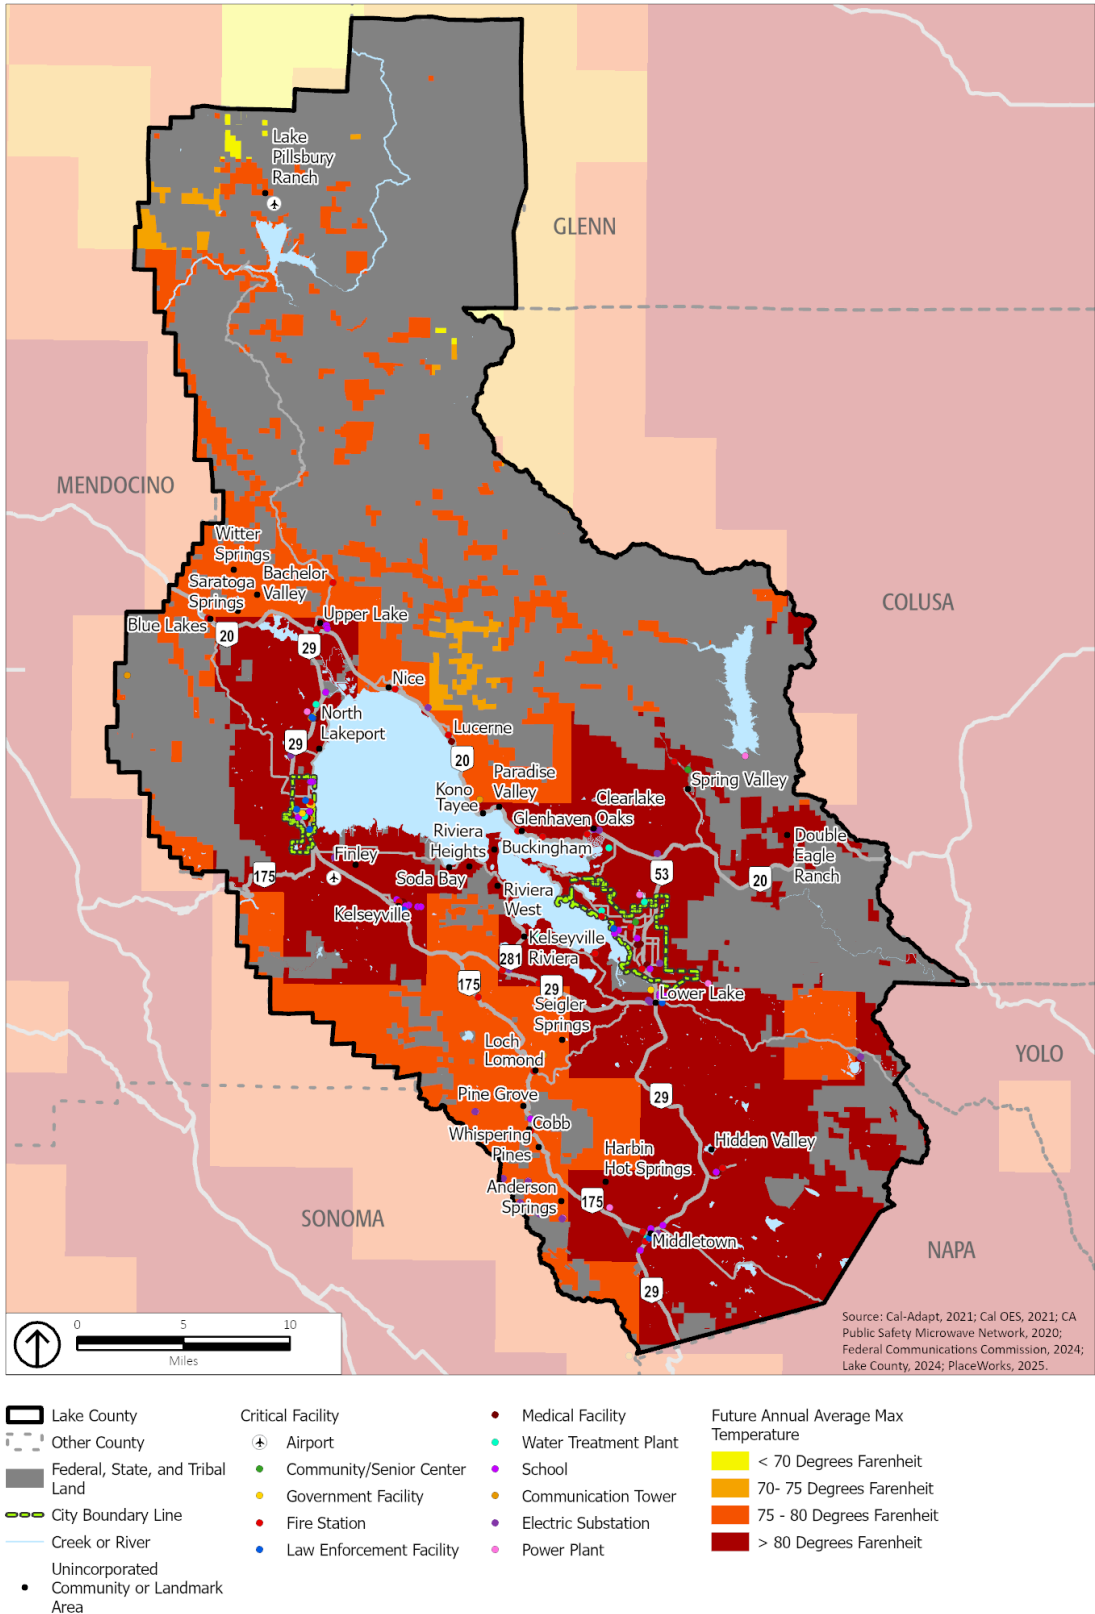 Lake
Pillsbury
Ranch
GLENN
MENDOCINO
Witter
Springs
Saratoga
Springs
Bachelor
Valley
COLUSA
Blue Lakes
Upper Lake
20
29
Nice
North
Lakeport
Lucerne
29
20
Paradise
Valley
Spring Valley
Kono
Tayee
Clearlake
Oaks
Glenhaven
Riviera
Heights
Buckingham
Double
Eagle
Ranch
Finley
175
Soda Bay
53
20
Riviera
West
Kelseyville
Kelseyville
Riviera
281
175
29
Lower Lake
Seigler
Springs
Loch
Lomond
YOLO
Pine Grove
29
Cobb
Whispering
Pines
Harbin
Hot Springs
Hidden Valley
Anderson
Springs
175
SONOMA
Middletown
NAPA
29
0 5 10
Miles
Source: Cal-Adapt, 2021; Cal OES, 2021; CA
Public Safety Microwave Network, 2020;
Federal Communications Commission, 2024;
Lake County, 2024; PlaceWorks, 2025.
Lake County
Other County
Federal, State, and Tribal
Land
City Boundary Line
Creek or River
Unincorporated
Community or Landmark
Area
Critical Facility
Airport
Community/Senior Center
Government Facility
Fire Station
Law Enforcement Facility
Medical Facility
Water Treatment Plant
School
Communication Tower
Electric Substation
Power Plant
Future Annual Average Max
Temperature
< 70 Degrees Farenheit
70- 75 Degrees Farenheit
75 - 80 Degrees Farenheit
> 80 Degrees Farenheit